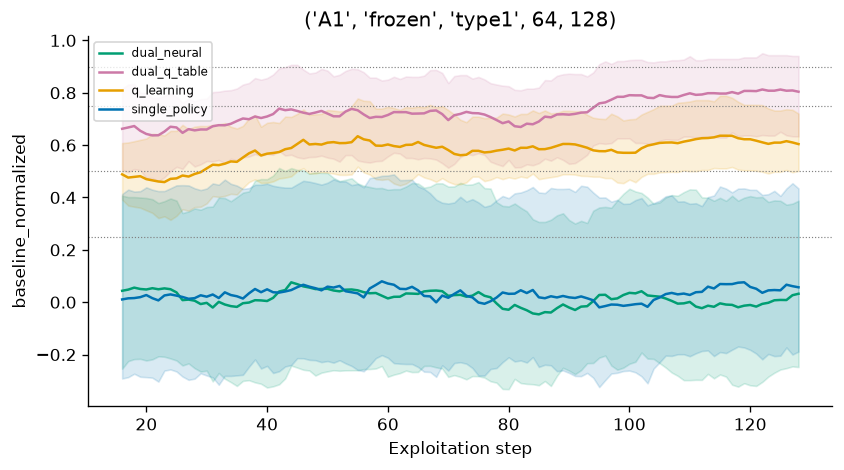 ('A1', 'frozen', 'type1', 64, 128)
baseline_normalized
1.0
0.8
0.6
0.4
0.2
0.0
−0.2
dual_neural
dual_q_table
q_learning
single_policy
20 40 60 80 100 120
Exploitation step